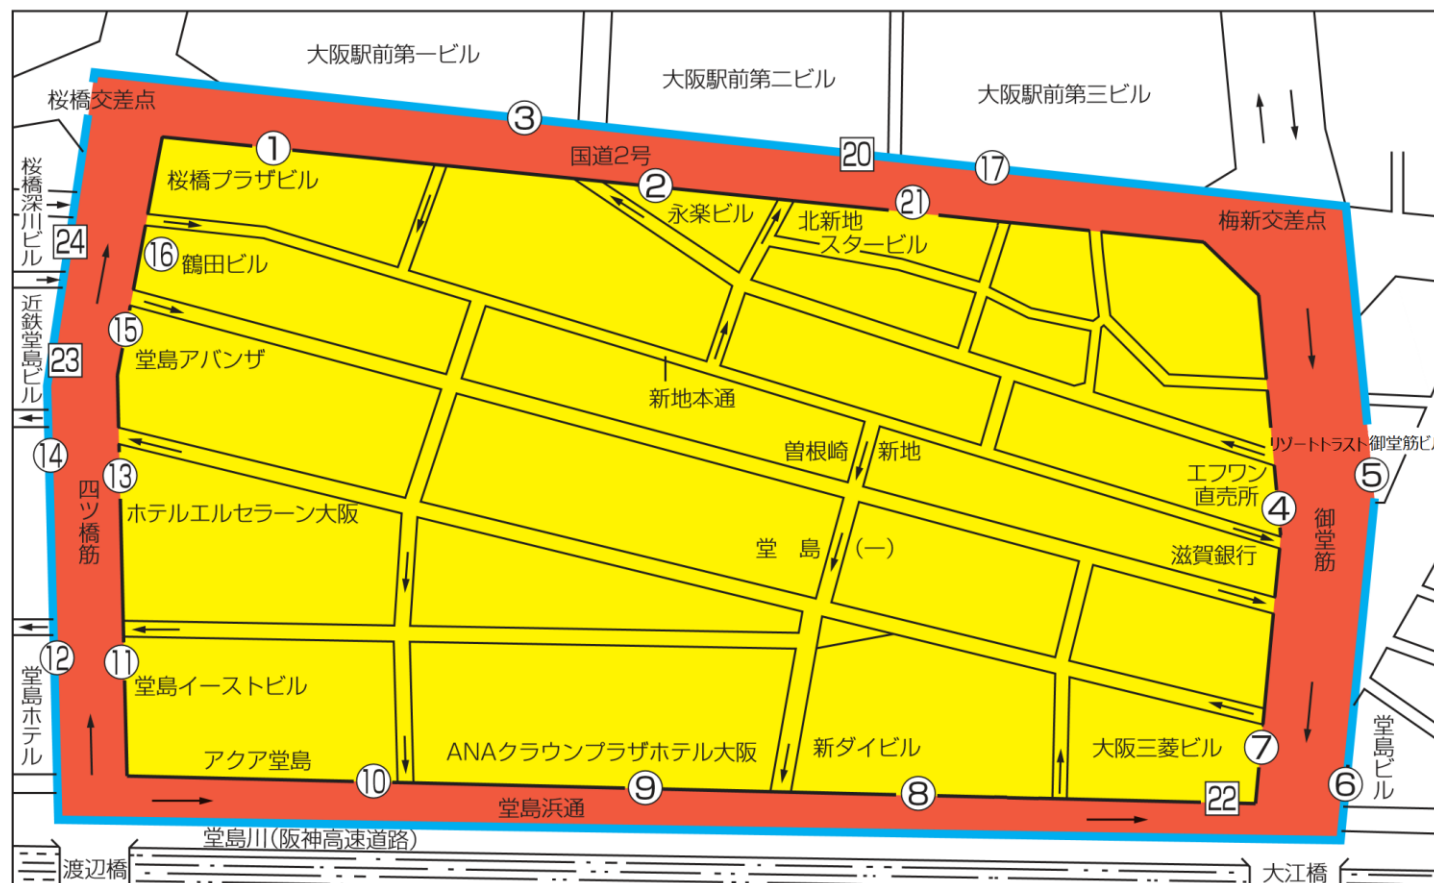 大阪駅前第一ビル
大阪駅前第二ビル
大阪駅前第三ビル
桜橋交差点
③
①
国道2号
20
⑰
桜橋深川ビル
桜橋プラザビル
②
永楽ビル
㉑
北新地
スタービル
梅新交差点
24
⑯
鶴田ビル
近鉄堂島ビル
⑮
23
堂島アバンザ
新地本通
⑭
⑬
曽根崎 新地
リゾートトラスト御堂筋ビル
⑤
エフワン
直売所
④
四ツ橋筋
ホテルエルセラーン大阪
堂 島 (一)
滋賀銀行
御堂筋
⑫
⑪
堂島ホテル
堂島イーストビル
アクア堂島
ANAクラウンプラザホテル大阪
新ダイビル
大阪三菱ビル
⑦
堂島ビル
⑥
⑩
⑨
⑧
22
堂島浜通
堂島川(阪神高速道路)
渡辺橋
大江橋